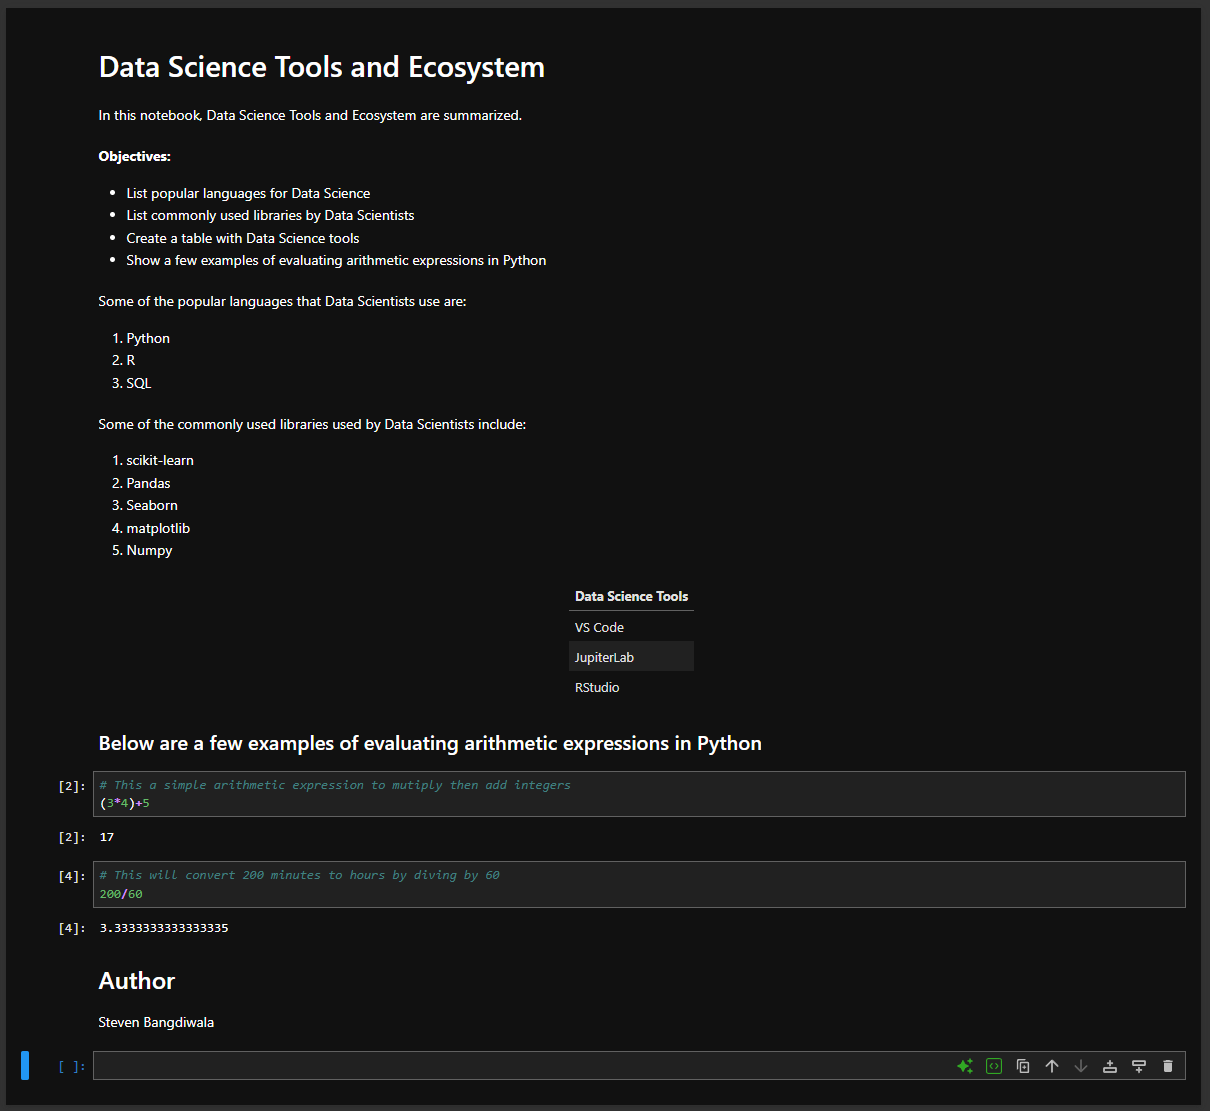 Data Science Tools and Ecosystem
In this notebook, Data Science Tools and Ecosystem are summarized.
Objectives:
• List popular languages for Data Science
• List commonly used libraries by Data Scientists
• Create a table with Data Science tools
• Show a few examples of evaluating arithmetic expressions in Python
Some of the popular languages that Data Scientists use are:
1. Python
2. R
3. SQL
Some of the commonly used libraries used by Data Scientists include:
1. scikit-learn
2. Pandas
3. Seaborn
4. matplotlib
5. Numpy
Data Science Tools
VS Code
JupiterLab
RStudio
Below are a few examples of evaluating arithmetic expressions in Python
[2]: # This a simple arithmetic expression to mutiply then add integers
(3*4)+5
[2]: 17
[4]: # This will convert 200 minutes to hours by diving by 60
200/60
[4]: 3.3333333333333335
Author
Steven Bangdiwala
[ ]: